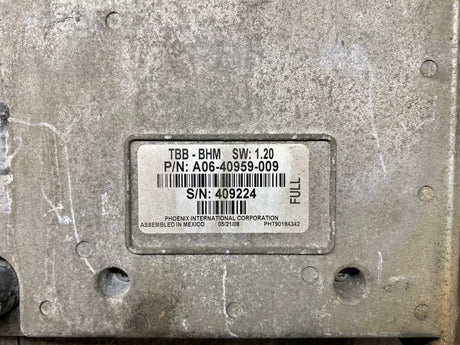 TBB - BHM SW: 1.20
P/N: A06-40959-009
S/N: 409224
FULL
PHOENIX INTERNATIONAL CORPORATION
ASSEMBLED IN MEXICO 05/21/08 PHT90164342